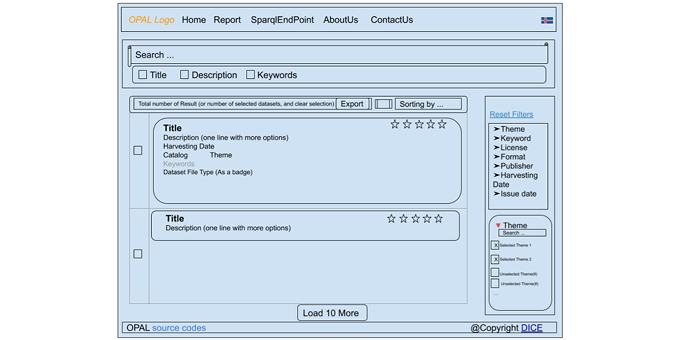 OPAL Logo Home Report SparqlEndPoint AboutUs ContactUs
Search ...
Title Description Keywords
Total number of Result (or number of selected datasets, and clear selection) Export Sorting by ...
Title
Description (one line with more options)
Harvesting Date
Catalog Theme
Keywords
Dataset File Type (As a badge)
Title
Description (one line with more options)
Load 10 More
Reset Filters
➤Theme
➤Keyword
➤License
➤Format
➤Publisher
➤Harvesting
Date
➤Issue date
Theme
Search ...
X Selected Theme 1
X Selected Theme 2
Unselected Theme(#)
Unselected Theme(#)
...
OPAL source codes @Copyright DICE